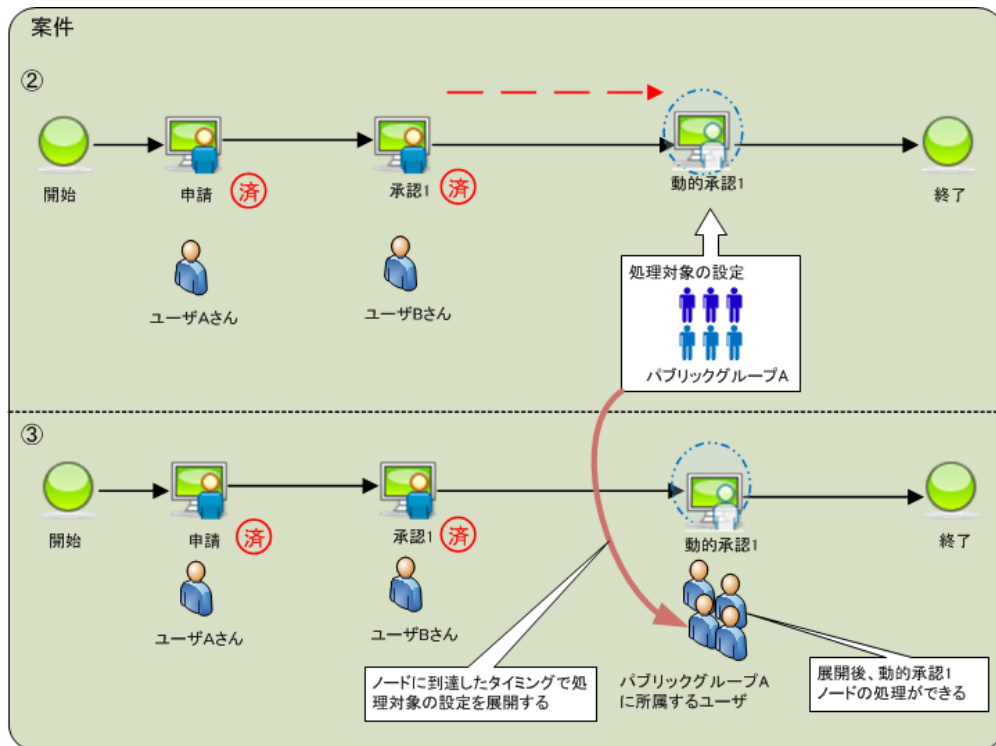 案件
②
開始
申請
済
承認1
済
動的承認1
終了
ユーザAさん
ユーザBさん
処理対象の設定
パブリックグループA
③
開始
申請
済
承認1
済
動的承認1
終了
ユーザAさん
ユーザBさん
ノードに到達したタイミングで処
理対象の設定を展開する
パブリックグループA
に所属するユーザ
展開後、動的承認1
ノードの処理ができる